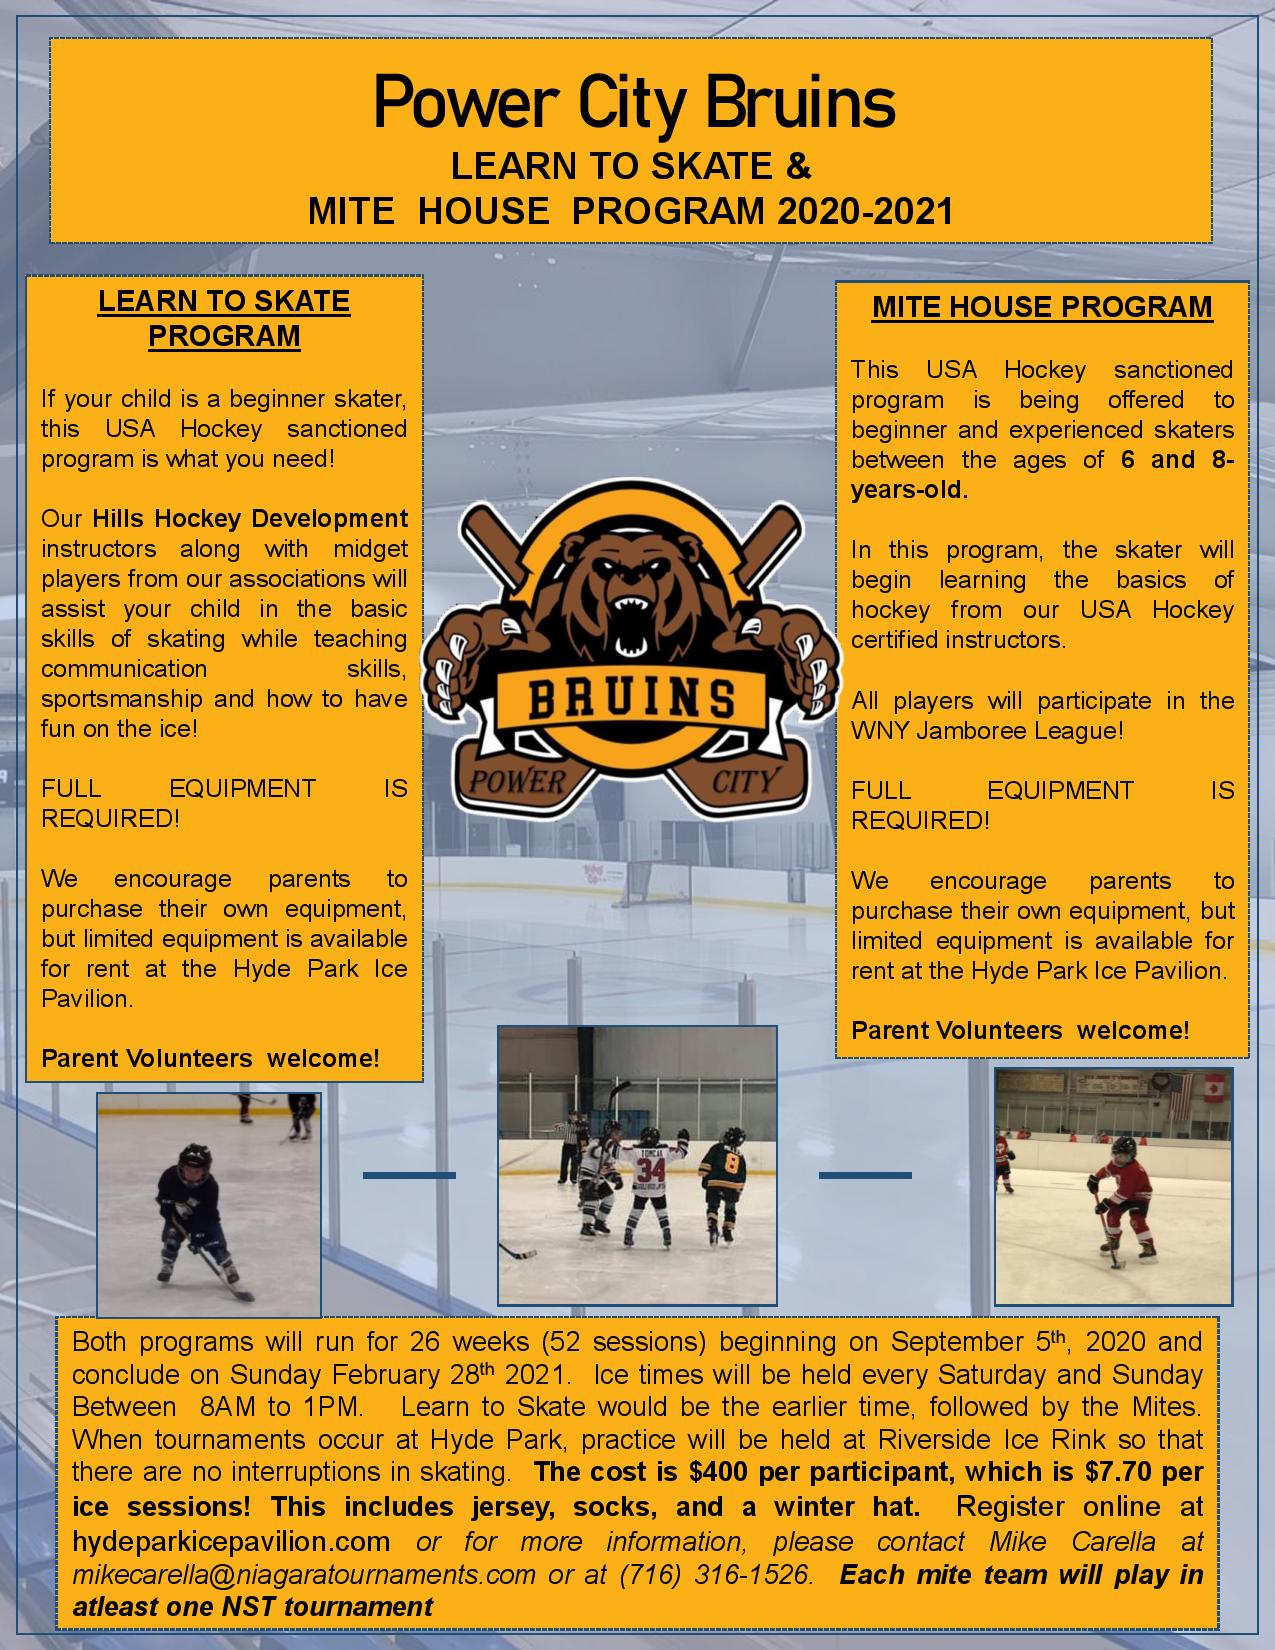 Power City Bruins
LEARN TO SKATE &
MITE HOUSE PROGRAM 2020-2021
LEARN TO SKATE
PROGRAM
If your child is a beginner skater,
this USA Hockey sanctioned
program is what you need!
Our Hills Hockey Development
instructors along with midget
players from our associations will
assist your child in the basic
skills of skating while teaching
communication skills,
sportsmanship and how to have
fun on the ice!
FULL EQUIPMENT IS
REQUIRED!
We encourage parents to
purchase their own equipment,
but limited equipment is available
for rent at the Hyde Park Ice
Pavilion.
Parent Volunteers welcome!
BRUINS
POWER CITY
MITE HOUSE PROGRAM
This USA Hockey sanctioned
program is being offered to
beginner and experienced skaters
between the ages of 6 and 8-
years-old.
In this program, the skater will
begin learning the basics of
hockey from our USA Hockey
certified instructors.
All players will participate in the
WNY Jamboree League!
FULL EQUIPMENT IS
REQUIRED!
We encourage parents to
purchase their own equipment, but
limited equipment is available for
rent at the Hyde Park Ice Pavilion.
Parent Volunteers welcome!
TOMCAK
34
8
Both programs will run for 26 weeks (52 sessions) beginning on September 5th, 2020 and
conclude on Sunday February 28th 2021. Ice times will be held every Saturday and Sunday
Between 8AM to 1PM. Learn to Skate would be the earlier time, followed by the Mites.
When tournaments occur at Hyde Park, practice will be held at Riverside Ice Rink so that
there are no interruptions in skating. The cost is $400 per participant, which is $7.70 per
ice sessions! This includes jersey, socks, and a winter hat. Register online at
hydeparkicepavilion.com or for more information, please contact Mike Carella at
mikecarella@niagaratournaments.com or at (716) 316-1526. Each mite team will play in
atleast one NST tournament